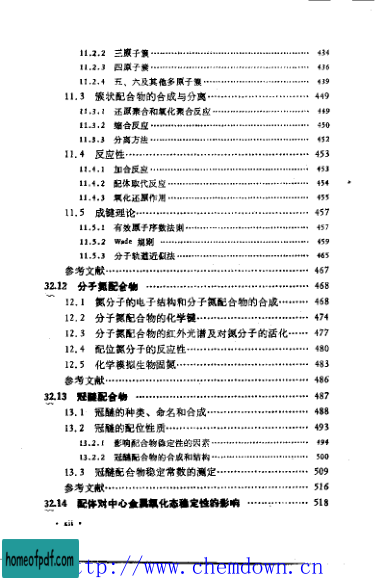 11.2.2 三原子簇 ……… 434
11.2.3 四原子簇 ……… 436
11.2.4 五、六及其他多原子簇 ……… 439
11.3 簇状配合物的合成与分离 ……… 449
11.3.1 还原聚合和氧化聚合反应 ……… 449
11.3.2 缩合反应 ……… 450
11.3.3 分离方法 ……… 452
11.4 反应性 ……… 453
11.4.1 加合反应 ……… 453
11.4.2 配体取代反应 ……… 454
11.4.3 氧化还原作用 ……… 455
11.5 成键理论 ……… 457
11.5.1 有效原子序数法则 ……… 457
11.5.2 Wade 规则 ……… 459
11.5.3 分子轨道近似法 ……… 465
参考文献 ……… 467
32.12 分子氮配合物 ……… 468
12.1 氮分子的电子结构和分子氮配合物的合成 ……… 468
12.2 分子氮配合物的化学键 ……… 474
12.3 分子氮配合物的红外光谱及对氮分子的活化 …… 477
12.4 配位氮分子的反应性 ……… 480
12.5 化学模拟生物固氮 ……… 483
参考文献 ……… 486
32.13 冠醚配合物 ……… 487
13.1 冠醚的种类、命名和合成 ……… 488
13.2 冠醚的配位性质 ……… 493
13.2.1 影响配合物稳定性的因素 ……… 494
13.2.2 冠醚配合物的合成和结构 ……… 500
13.3 冠醚配合物稳定常数的测定 ……… 509
参考文献 ……… 516
32.14 配体对中心金属氧化态稳定性的影响 ……… 518
• xii •
homeofpdf.com
tp://www.chemdown.cn